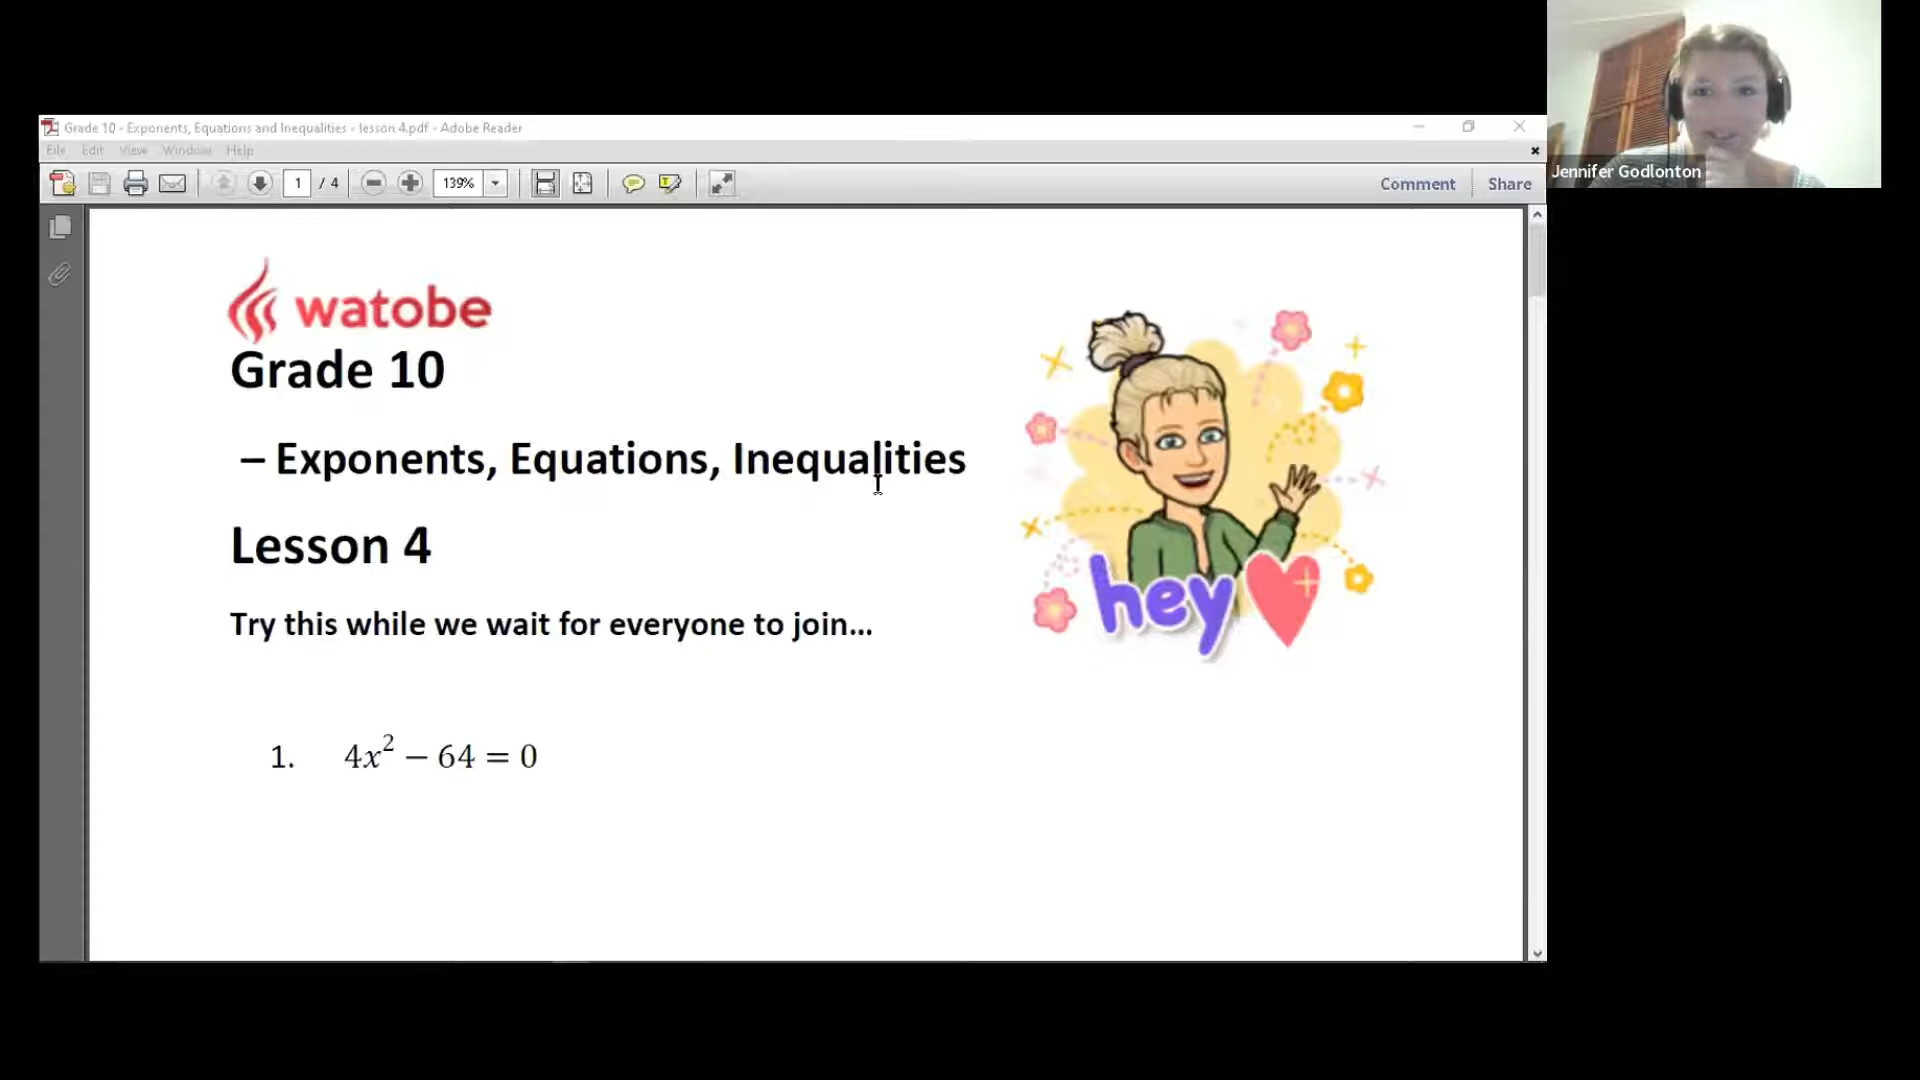 Grade 10 - Exponents, Equations and Inequalities - lesson 4.pdf - Adobe Reader
File Edit View Window Help
1 / 4 139% Comment Share
Jennifer Godlonton
watobe
Grade 10
– Exponents, Equations, Inequalities
Lesson 4
Try this while we wait for everyone to join...
hey
1. 4x² − 64 = 0